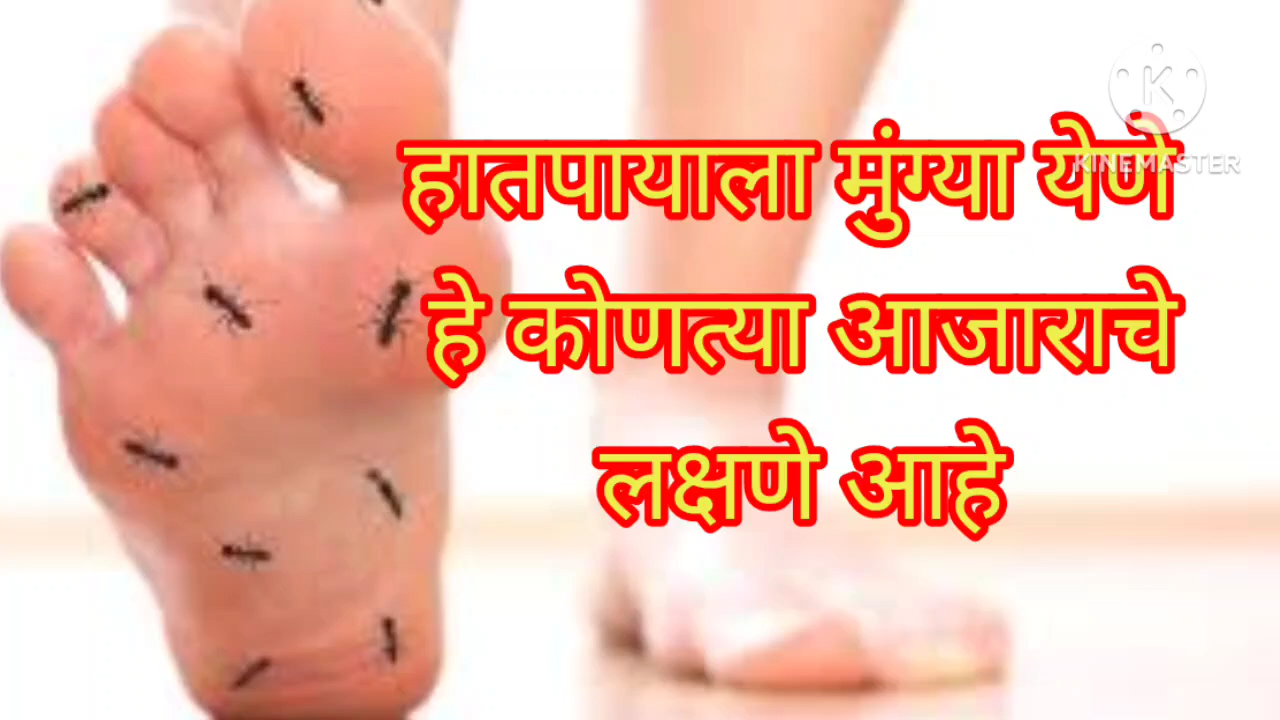 हातपायाला मुंग्या येणे
KINEMASTER
हे कोणत्या आजाराचे
लक्षणे आहे